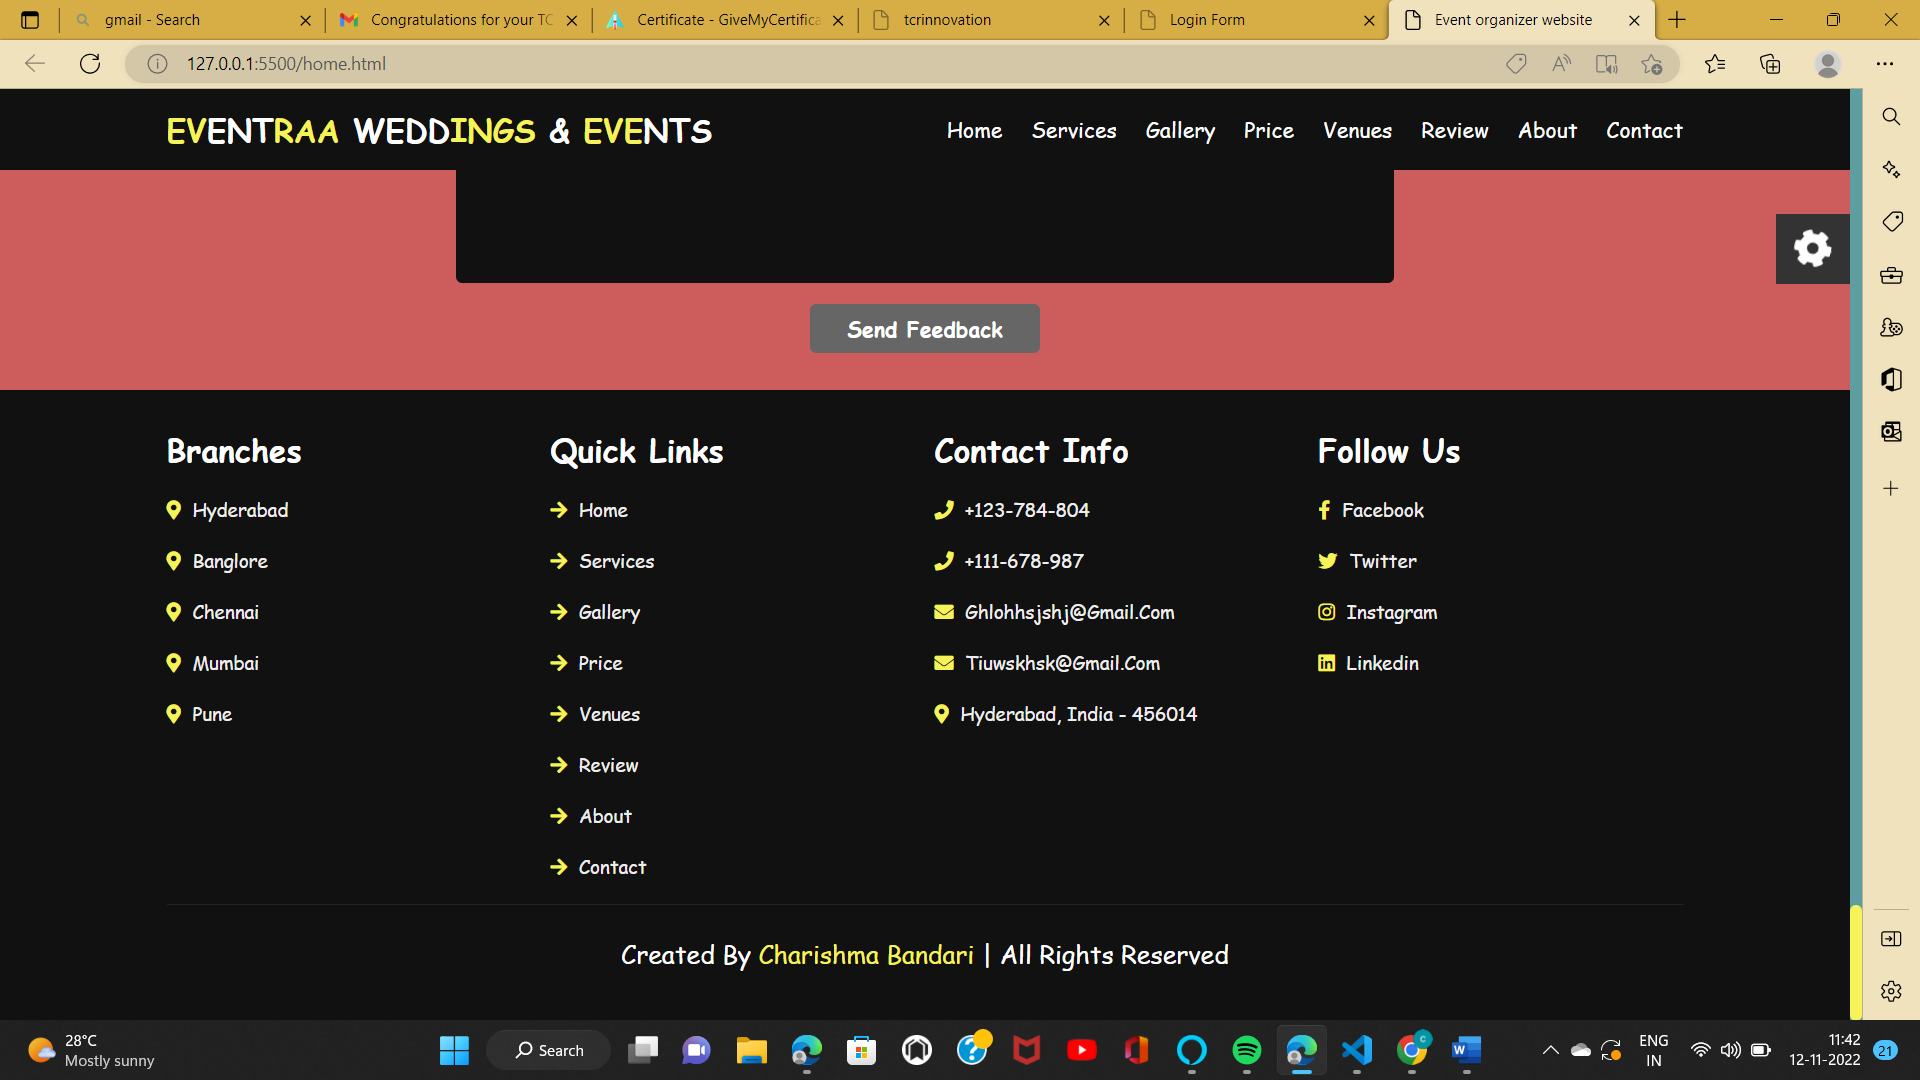 gmail - Search
Congratulations for your TC
Certificate - GiveMyCertifica
tcrinnovation
Login Form
Event organizer website
127.0.0.1:5500/home.html
EVENTRAA WEDDINGS & EVENTS
Home Services Gallery Price Venues Review About Contact
Send Feedback
Branches
Hyderabad
Banglore
Chennai
Mumbai
Pune
Quick Links
Home
Services
Gallery
Price
Venues
Review
About
Contact
Contact Info
+123-784-804
+111-678-987
Ghlohhsjshj@Gmail.Com
Tiuwskhsk@Gmail.Com
Hyderabad, India - 456014
Follow Us
Facebook
Twitter
Instagram
Linkedin
Created By Charishma Bandari | All Rights Reserved
28°C
Mostly sunny
Search
ENG
IN
11:42
12-11-2022
21